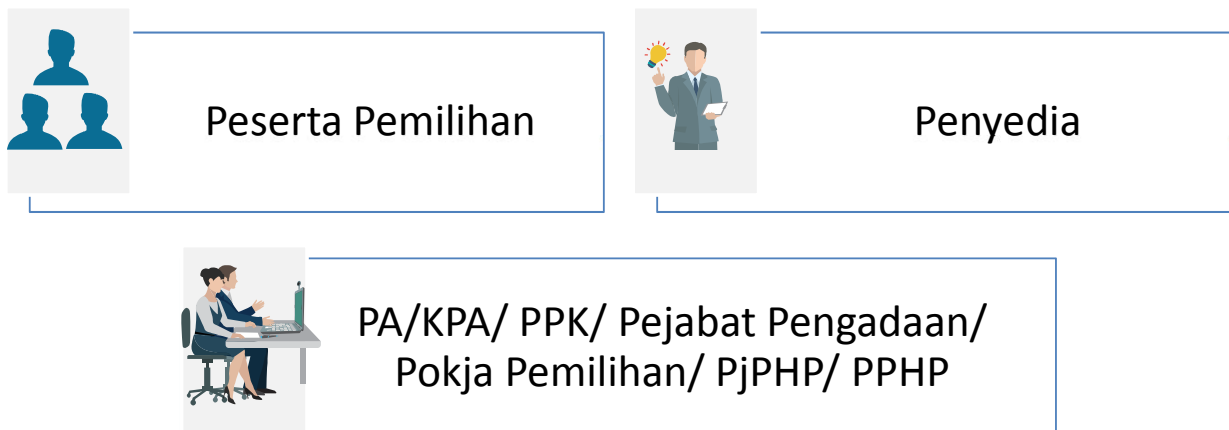 Peserta Pemilihan
Penyedia
PA/KPA/ PPK/ Pejabat Pengadaan/
Pokja Pemilihan/ PjPHP/ PPHP